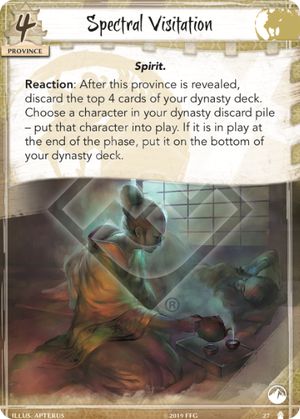 4
Spectral Visitation
PROVINCE
Spirit.
Reaction: After this province is revealed,
discard the top 4 cards of your dynasty deck.
Choose a character in your dynasty discard pile
– put that character into play. If it is in play at
the end of the phase, put it on the bottom of
your dynasty deck.
®
ILLUS: APTERUS ©2019 FFG 27